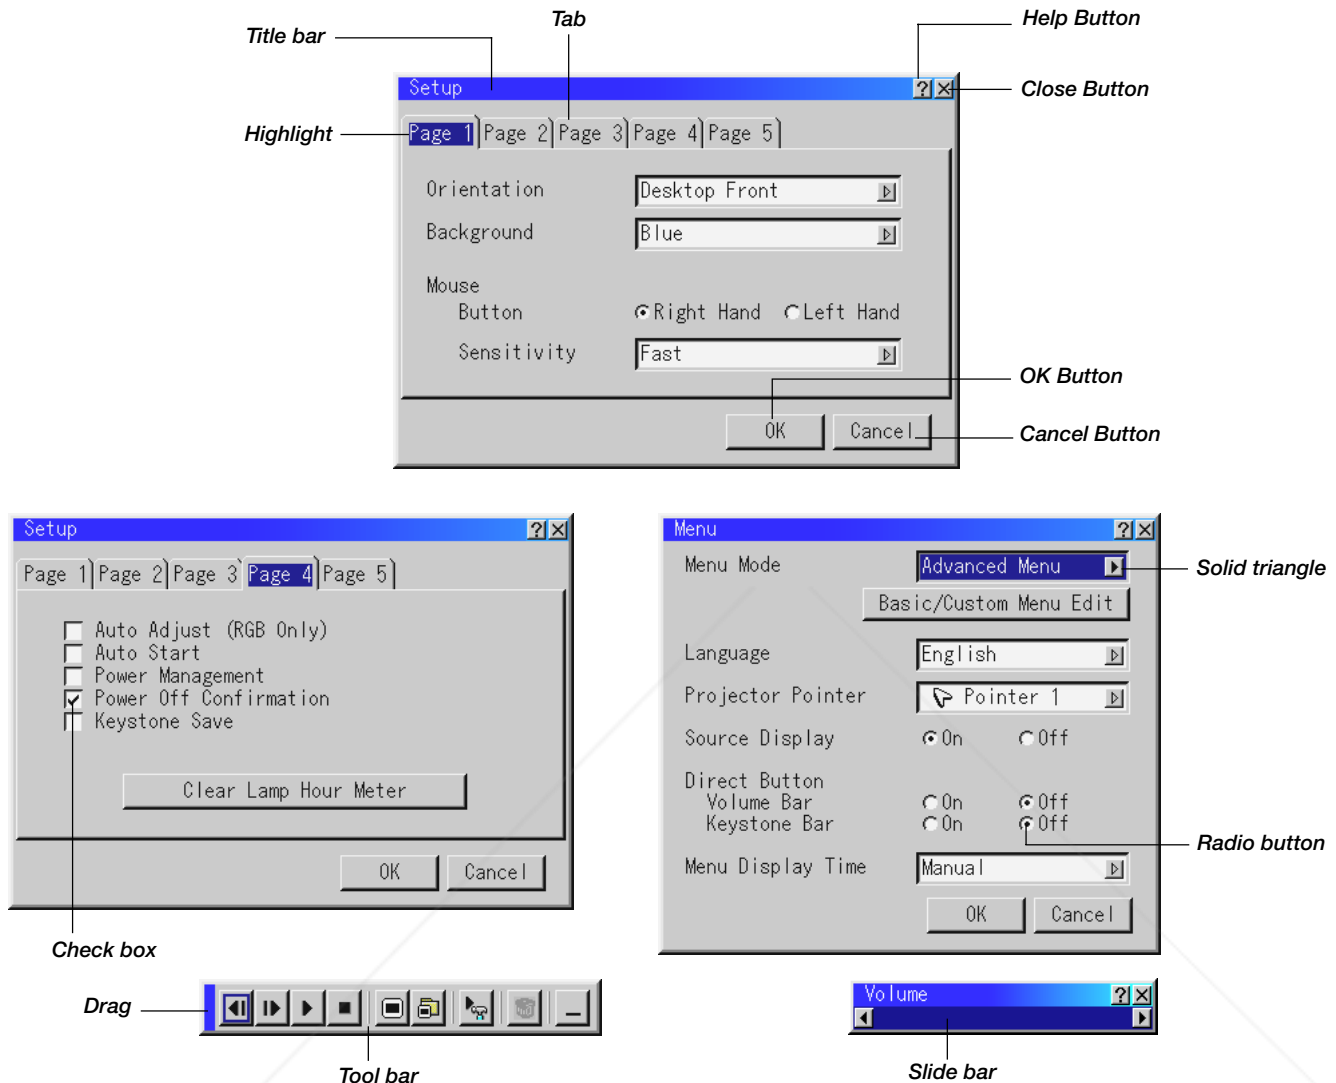 Tab
Help Button
Title bar
Setup
Close Button
Highlight
Page 1 Page 2 Page 3 Page 4 Page 5
Orientation Desktop Front
Background Blue
Mouse
Button Right Hand Left Hand
Sensitivity Fast
OK Button
OK Cancel
Cancel Button
Setup
Page 1 Page 2 Page 3 Page 4 Page 5
Auto Adjust (RGB Only)
Auto Start
Power Management
Power Off Confirmation
Keystone Save
Clear Lamp Hour Meter
OK Cancel
Check box
Menu
Menu Mode Advanced Menu
Solid triangle
Basic/Custom Menu Edit
Language English
Projector Pointer Pointer 1
Source Display On Off
Direct Button
Volume Bar On Off
Keystone Bar On Off
Radio button
Menu Display Time Manual
OK Cancel
Drag
Tool bar
Volume
Slide bar